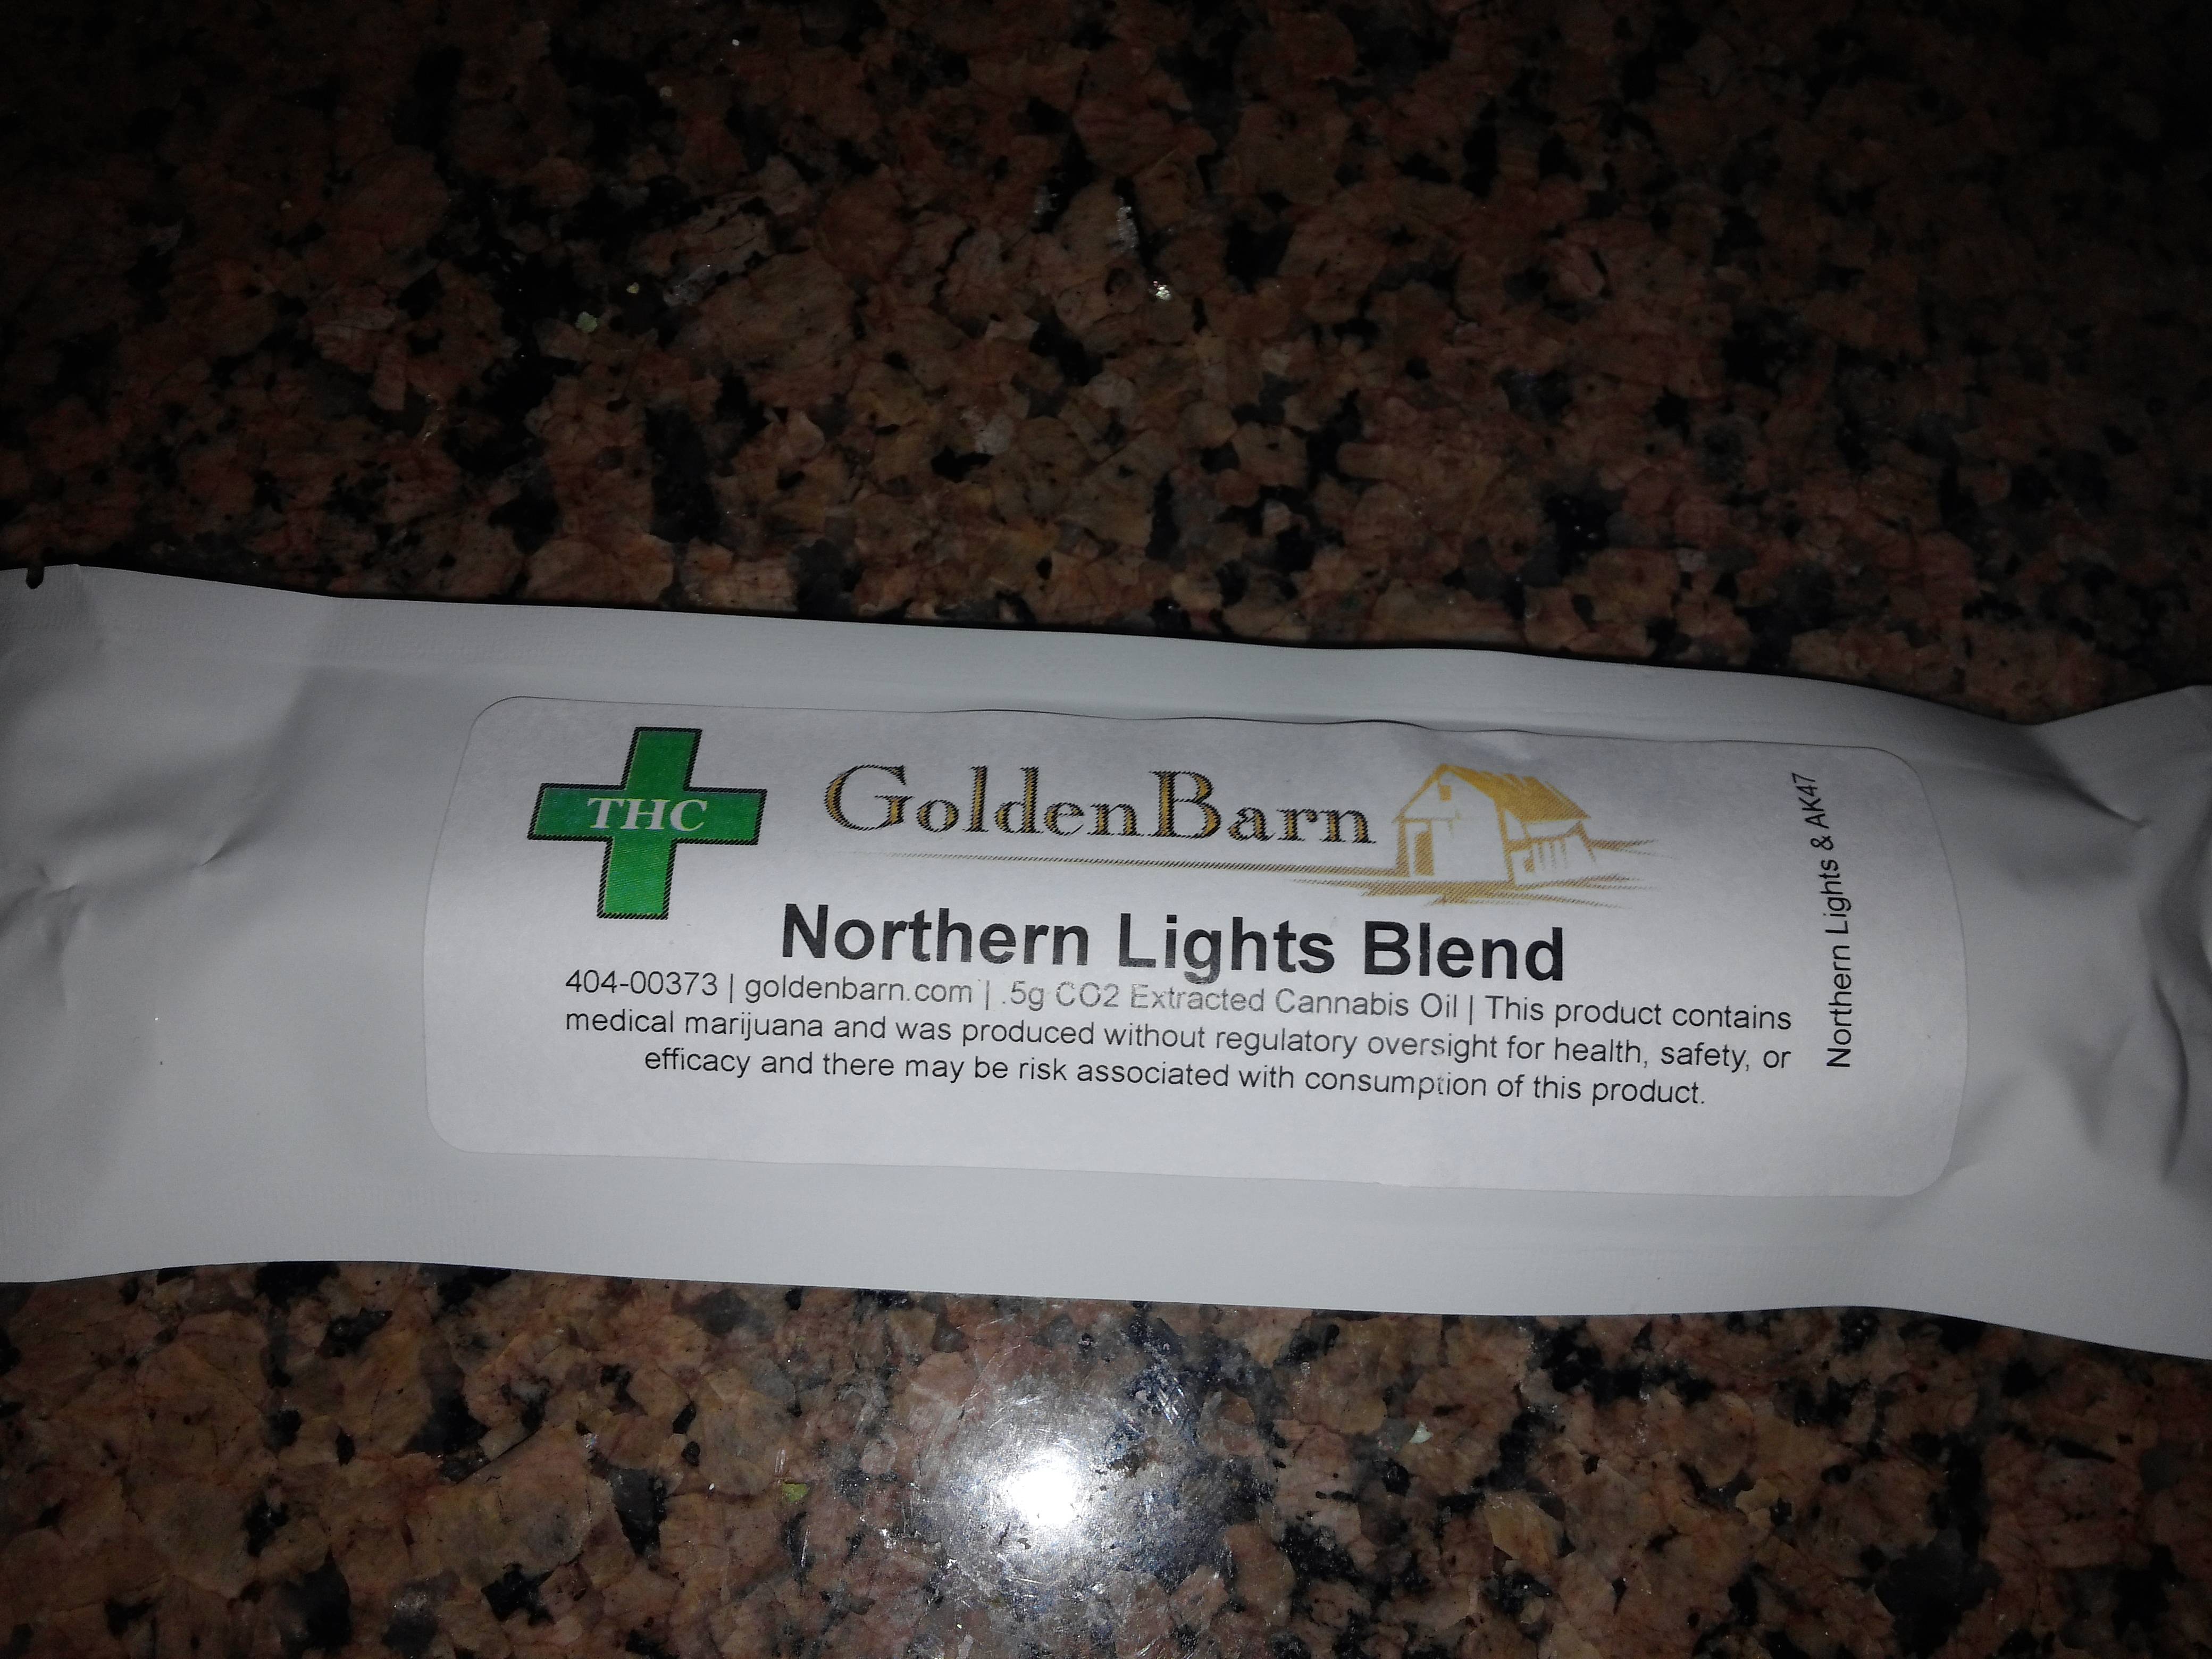 THC
GoldenBarn
Northern Lights Blend
404-00373 | goldenbarn.com | .5g CO2 Extracted Cannabis Oil | This product contains
medical marijuana and was produced without regulatory oversight for health, safety, or
efficacy and there may be risk associated with consumption of this product.
Northern Lights & AK47